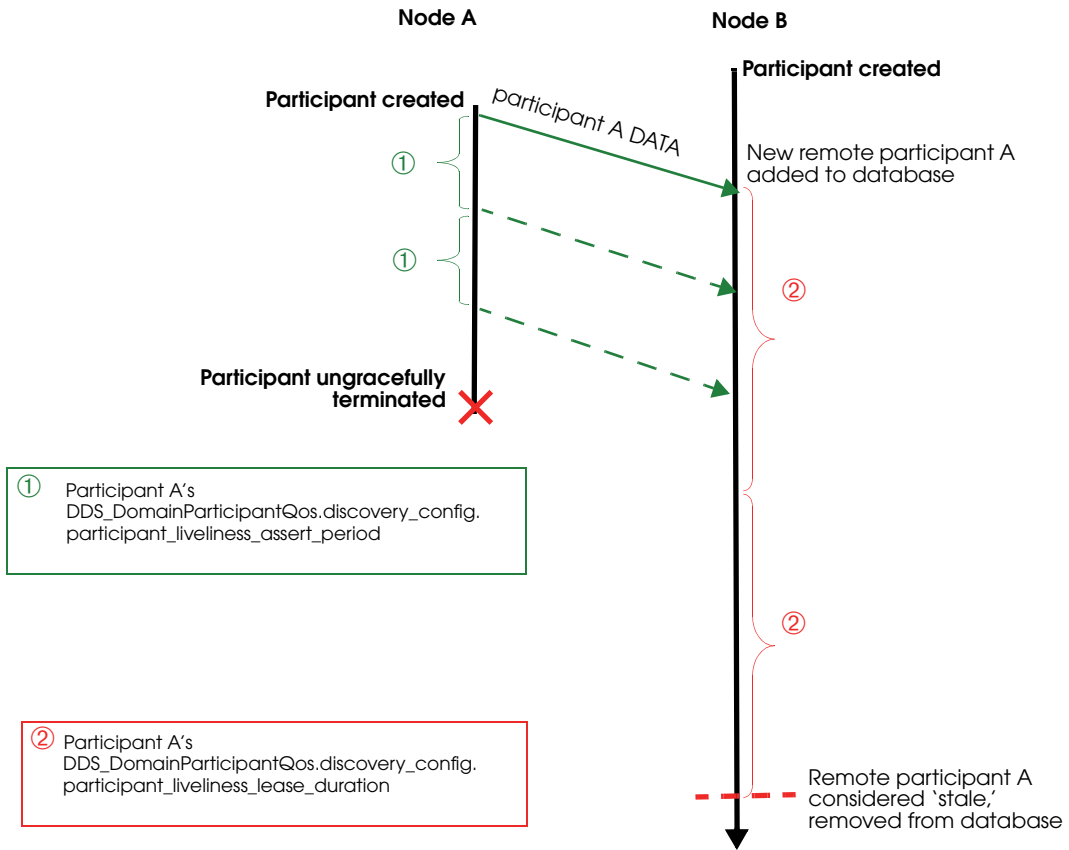 Node A
Node B
Participant created
Participant created
participant A DATA
New remote participant A
added to database
①
①
②
Participant ungracefully
terminated
① Participant A's
DDS_DomainParticipantQos.discovery_config.
participant_liveliness_assert_period
②
② Participant A's
DDS_DomainParticipantQos.discovery_config.
participant_liveliness_lease_duration
Remote participant A
considered ‘stale,’
removed from database